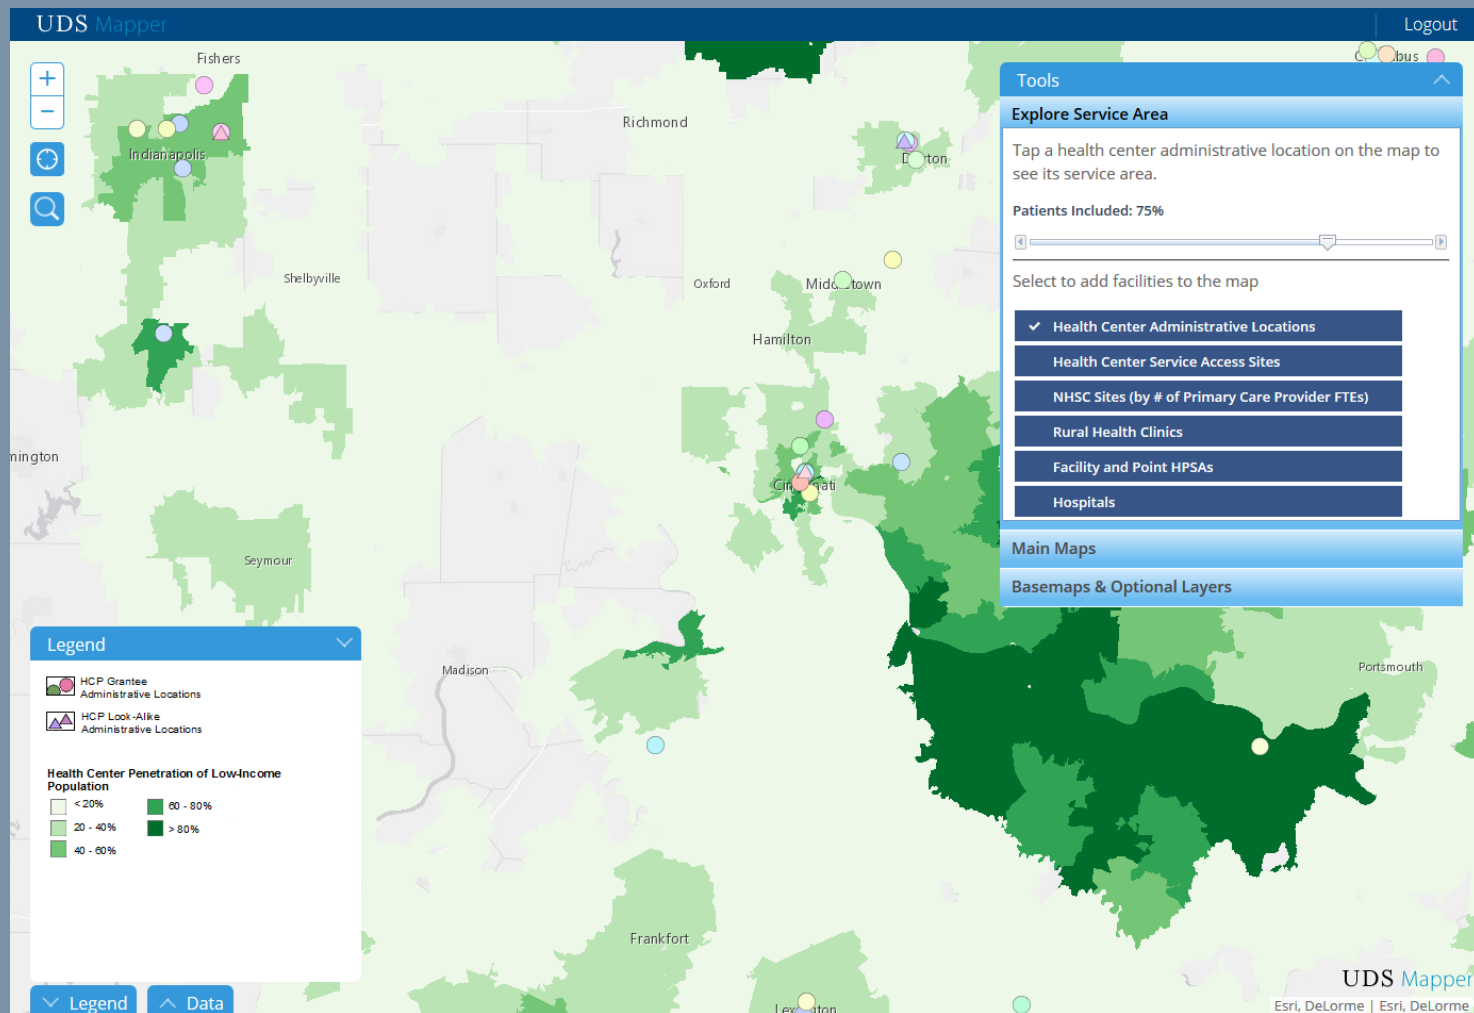 UDS Mapper
Logout
Fishers
Indianapolis
Richmond
Shelbyville
Oxford
Hamilton
Seymour
Madison
Portsmouth
Frankfort
mington
Tools
Explore Service Area
Tap a health center administrative location on the map to
see its service area.
Patients Included: 75%
Select to add facilities to the map
Health Center Administrative Locations
Health Center Service Access Sites
NHSC Sites (by # of Primary Care Provider FTEs)
Rural Health Clinics
Facility and Point HPSAs
Hospitals
Main Maps
Basemaps & Optional Layers
Legend
HCP Grantee
Administrative Locations
HCP Look-Alike
Administrative Locations
Health Center Penetration of Low-Income
Population
< 20%
60 - 80%
20 - 40%
> 80%
40 - 60%
Legend
Data
UDS Mapper
Esri, DeLorme | Esri, DeLorme